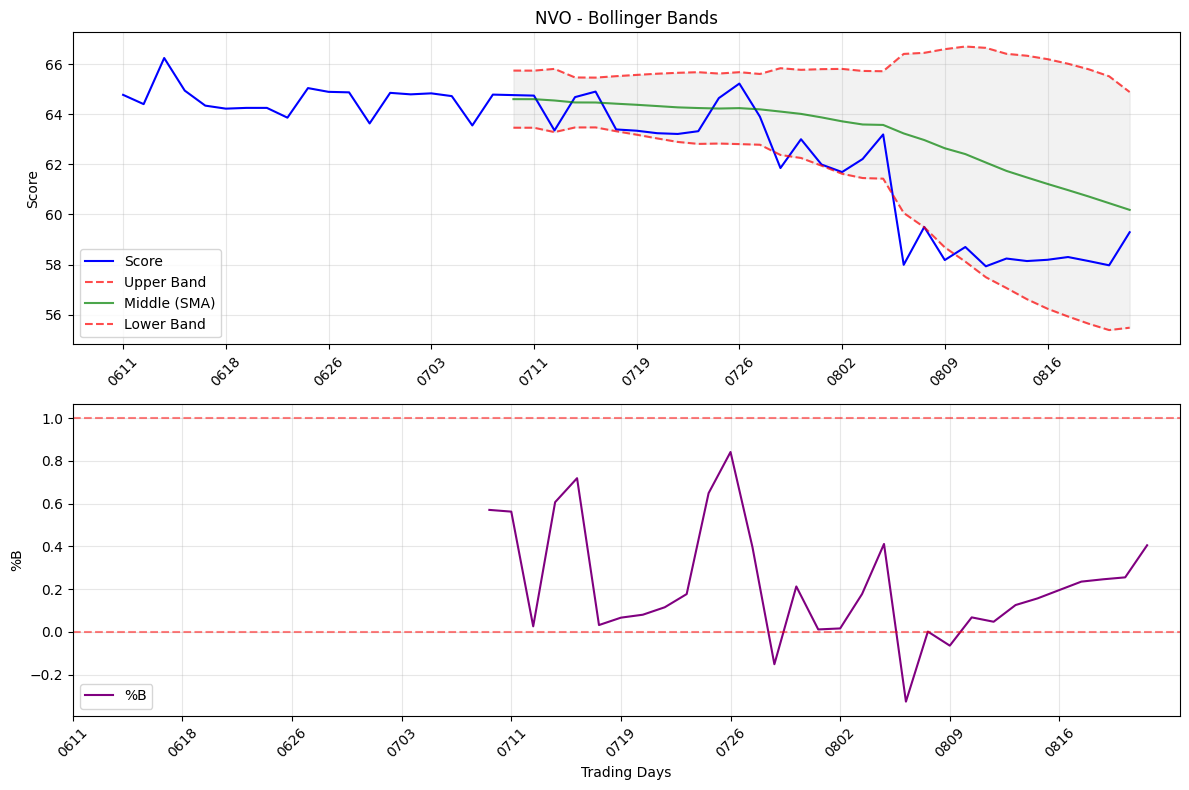 NVO - Bollinger Bands
Score
66
64
62
60
58
56
Score
Upper Band
Middle (SMA)
Lower Band
0611 0618 0626 0703 0711 0719 0726 0802 0809 0816
%B
1.0
0.8
0.6
0.4
0.2
0.0
−0.2
%B
0611 0618 0626 0703 0711 0719 0726 0802 0809 0816
Trading Days